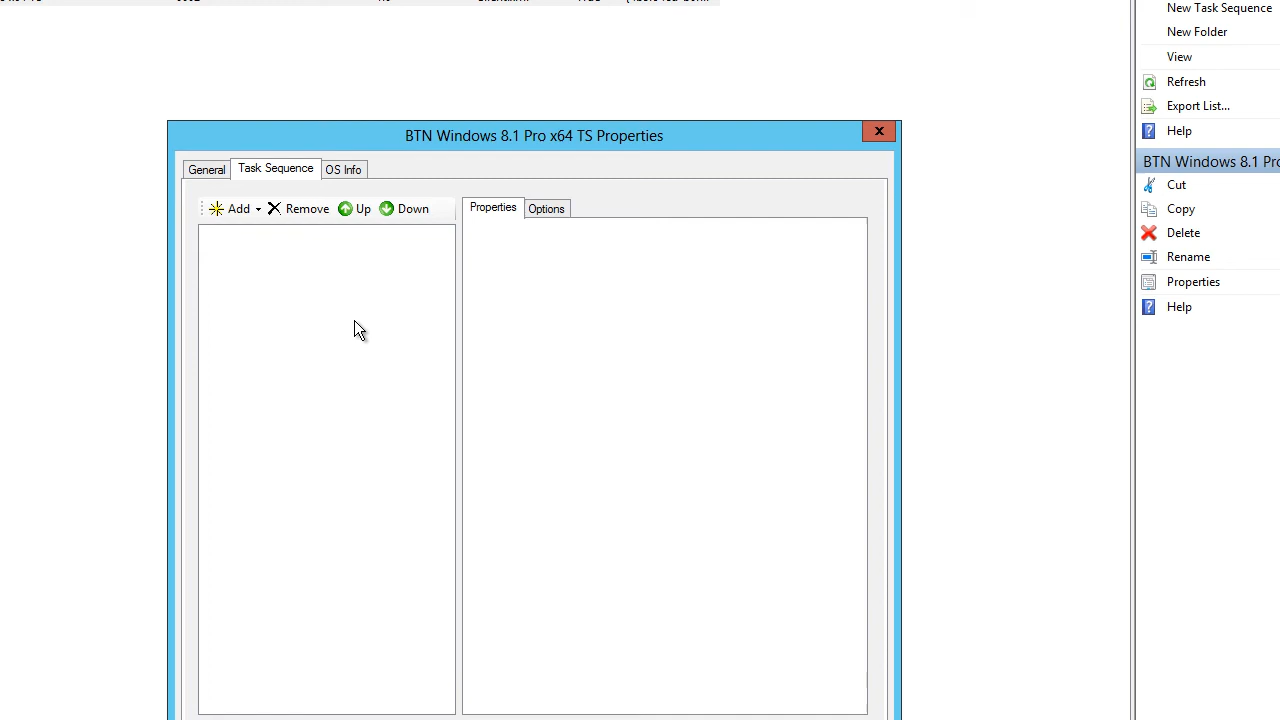 New Task Sequence
New Folder
View
Refresh
Export List...
Help
BTN Windows 8.1 Pro
Cut
Copy
Delete
Rename
Properties
Help
BTN Windows 8.1 Pro x64 TS Properties
General Task Sequence OS Info
Add Remove Up Down
Properties Options